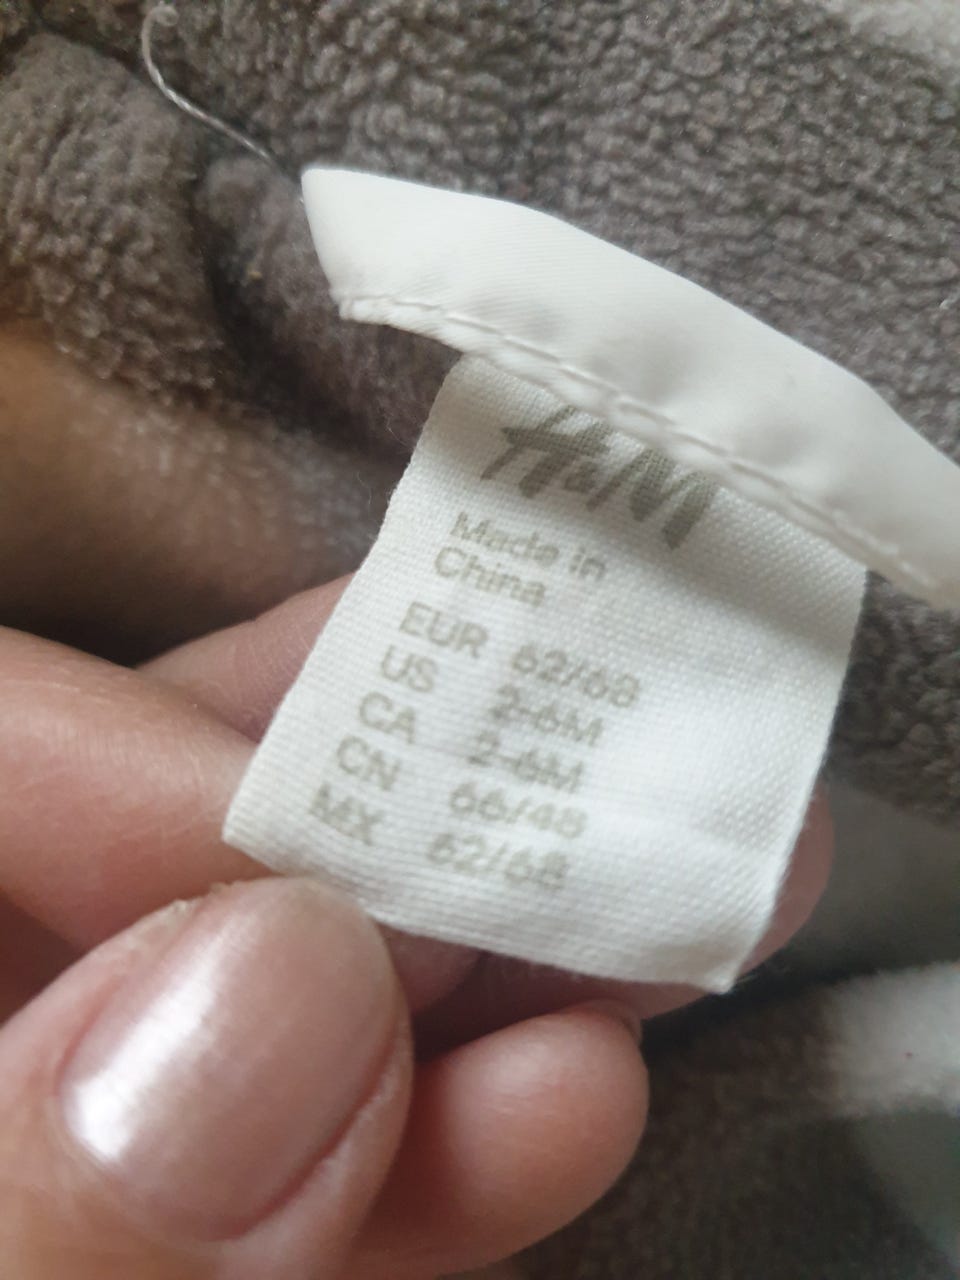 H&M
Made in
China
EUR 62/68
US 2-6M
CA 2-6M
CN 66/48
MX 62/68